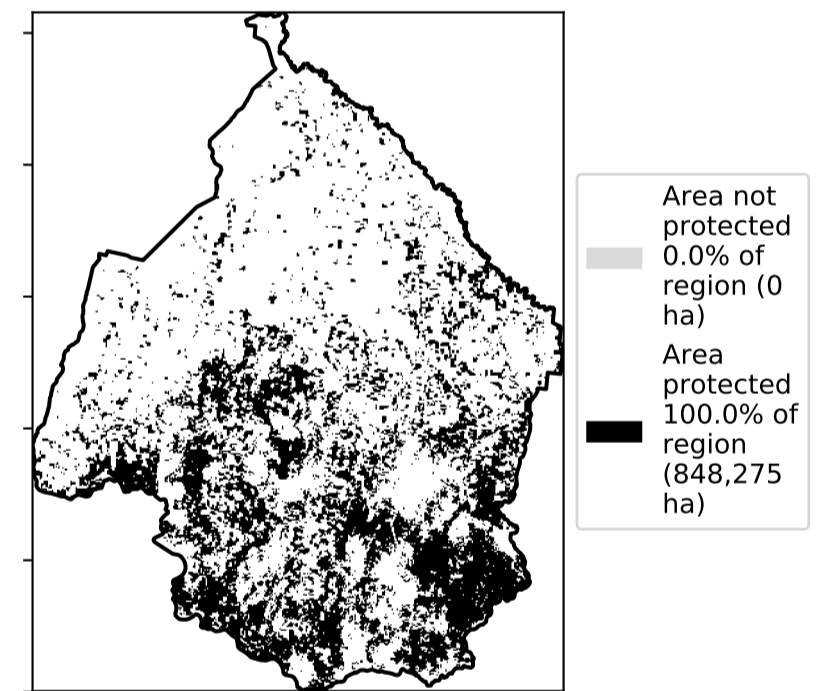 Area not
protected
0.0% of
region (0
ha)
Area
protected
100.0% of
region
(848,275
ha)